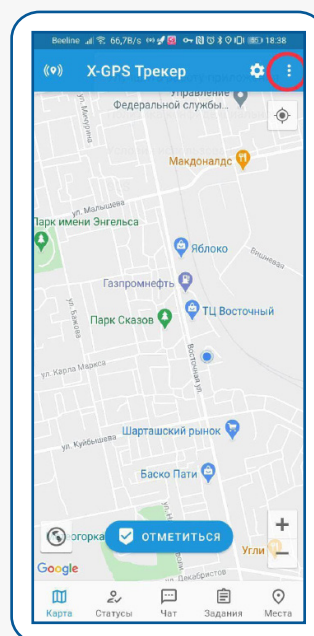 Beeline 66,7B/s 18:38
X-GPS Трекер
Управление
Федеральной службы...
ул. Мичурина
Макдоналдс
ул. Малышева
Парк имени Энгельса
Яблоко
Вишневая
Газпромнефть
ТЦ Восточный
ул. Бажова
Парк Сказов
Восточная ул.
ул. Карла Маркса
Шарташский рынок
ул. Куйбышева
Баско Пати
огорка
ОТМЕТИТЬСЯ
Угли
Google
ул. Декабристов
Карта Статусы Чат Задания Места